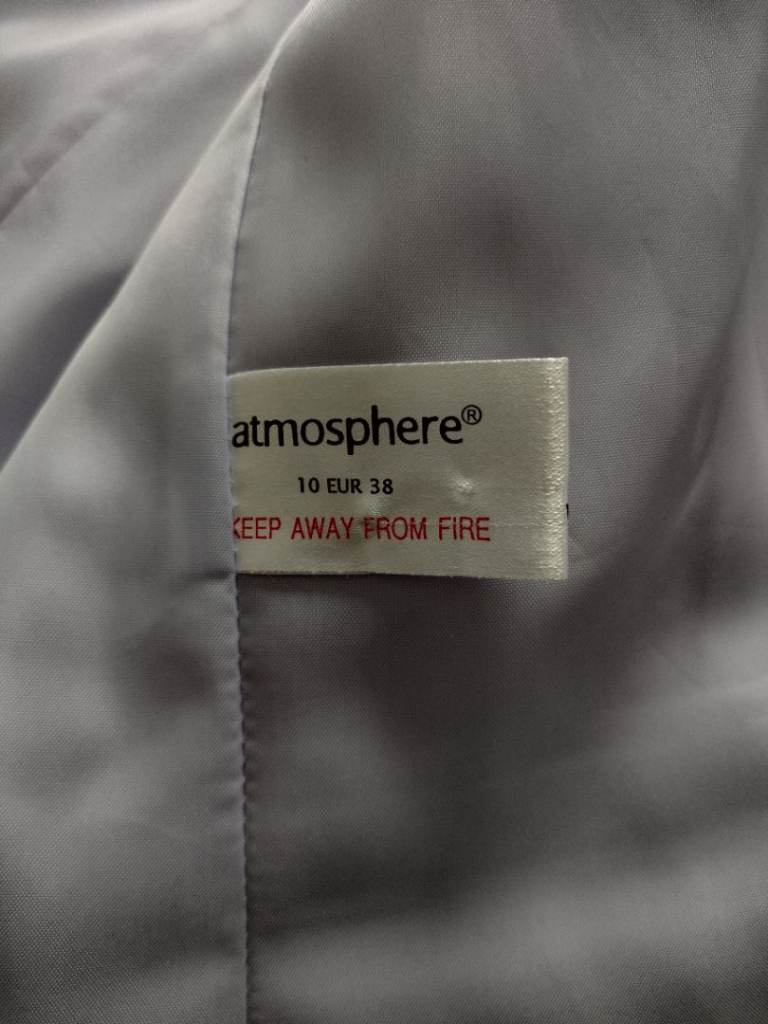 atmosphere®
10 EUR 38
KEEP AWAY FROM FIRE